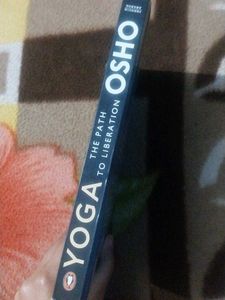 YOGA
THE PATH
TO LIBERATION
OSHO